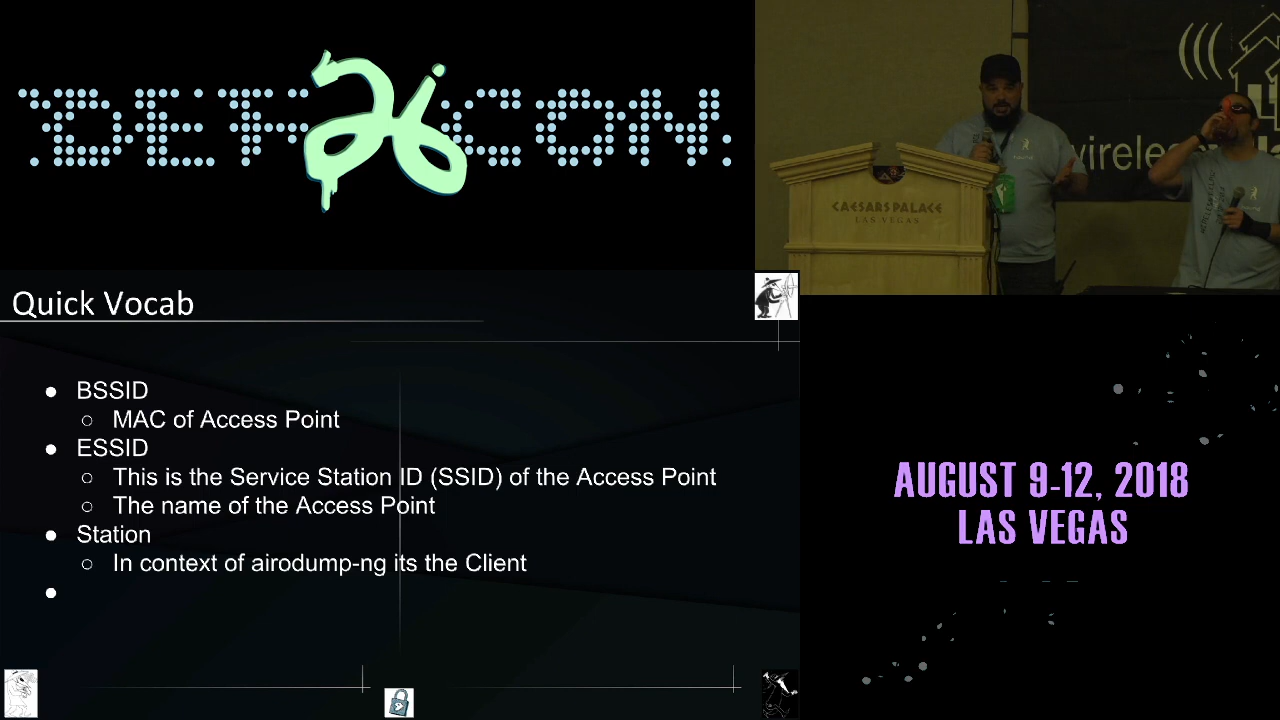 DEF CON
26
CAESARS PALACE
LAS VEGAS
Quick Vocab
● BSSID
○ MAC of Access Point
● ESSID
○ This is the Service Station ID (SSID) of the Access Point
○ The name of the Access Point
● Station
○ In context of airodump-ng its the Client
●
AUGUST 9-12, 2018
LAS VEGAS